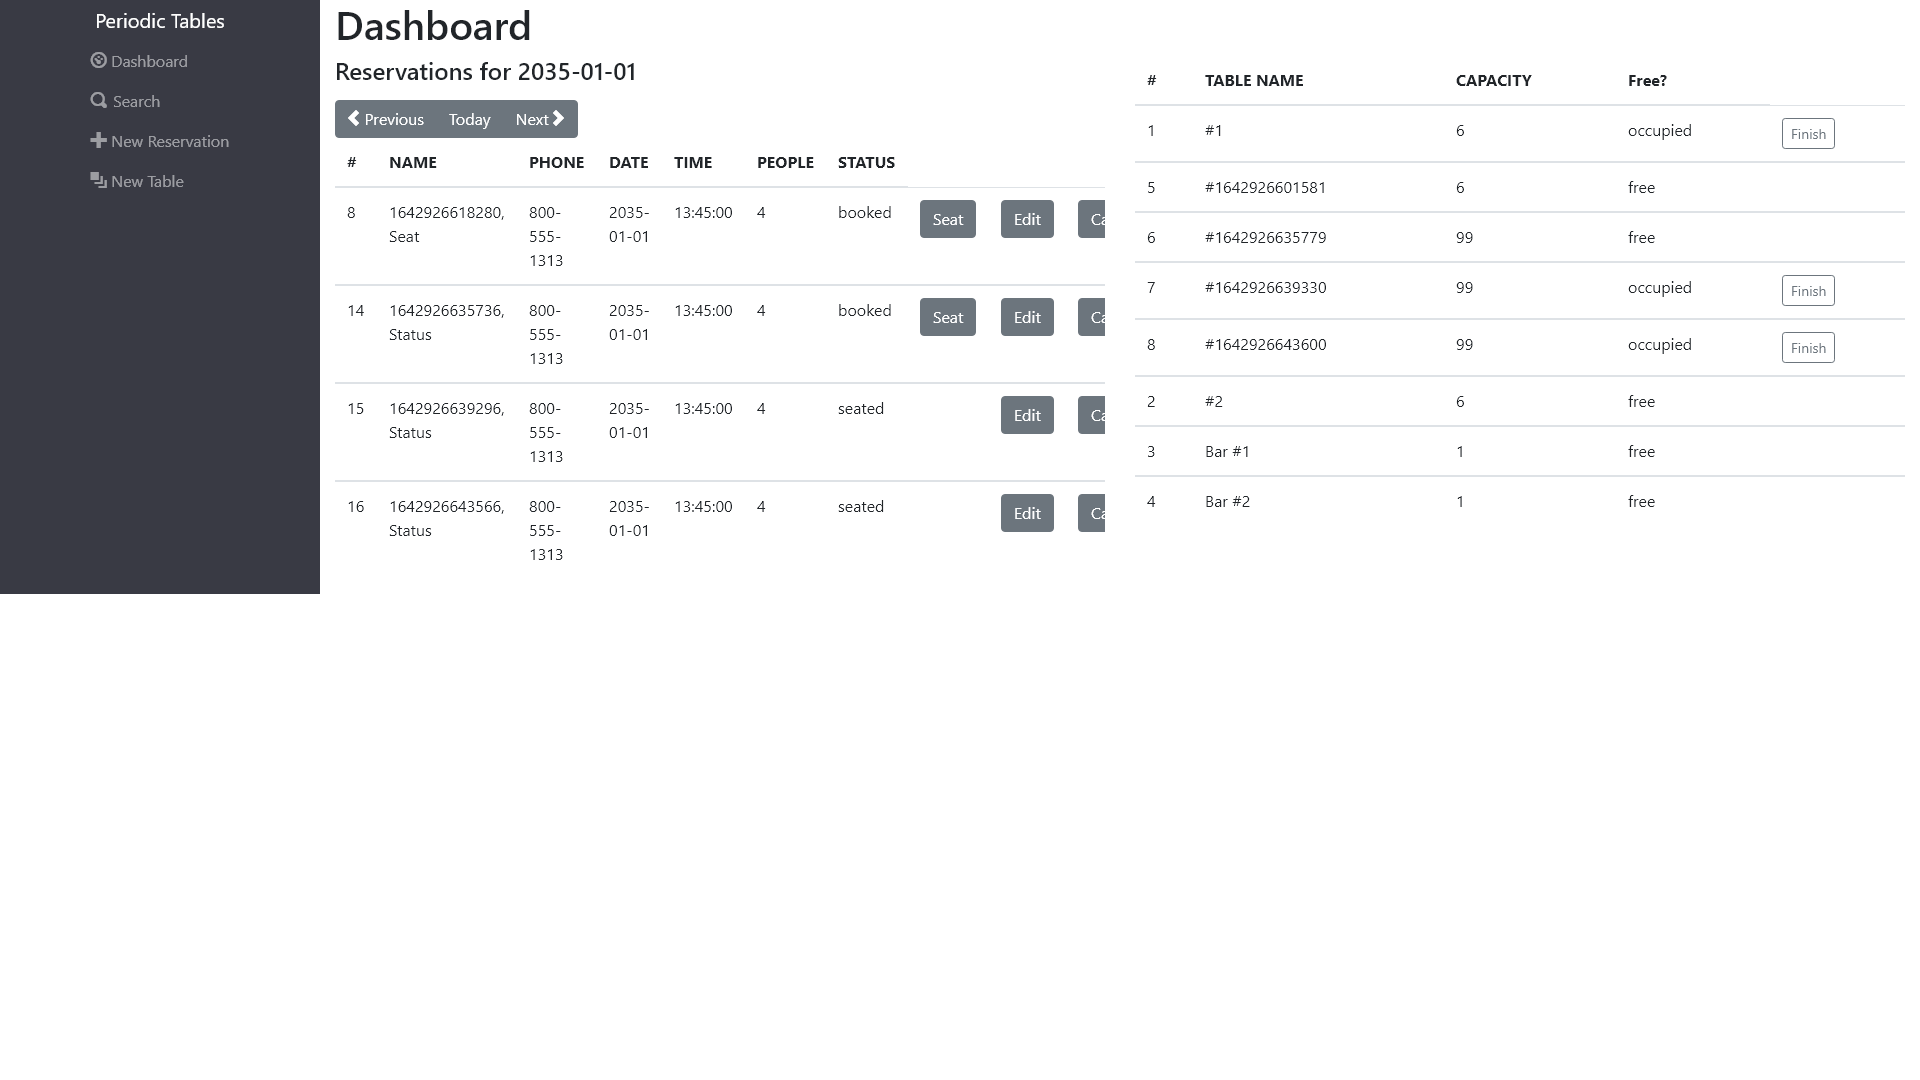 Periodic Tables
Dashboard
Search
New Reservation
New Table
Dashboard
Reservations for 2035-01-01
Previous Today Next
# NAME PHONE DATE TIME PEOPLE STATUS
8 1642926618280, 800- 2035- 13:45:00 4 booked Seat Edit Ca
Seat 555- 01-01
1313
14 1642926635736, 800- 2035- 13:45:00 4 booked Seat Edit Ca
Status 555- 01-01
1313
15 1642926639296, 800- 2035- 13:45:00 4 seated Edit Ca
Status 555- 01-01
1313
16 1642926643566, 800- 2035- 13:45:00 4 seated Edit Ca
Status 555- 01-01
1313
# TABLE NAME CAPACITY Free?
1 #1 6 occupied Finish
5 #1642926601581 6 free
6 #1642926635779 99 free
7 #1642926639330 99 occupied Finish
8 #1642926643600 99 occupied Finish
2 #2 6 free
3 Bar #1 1 free
4 Bar #2 1 free